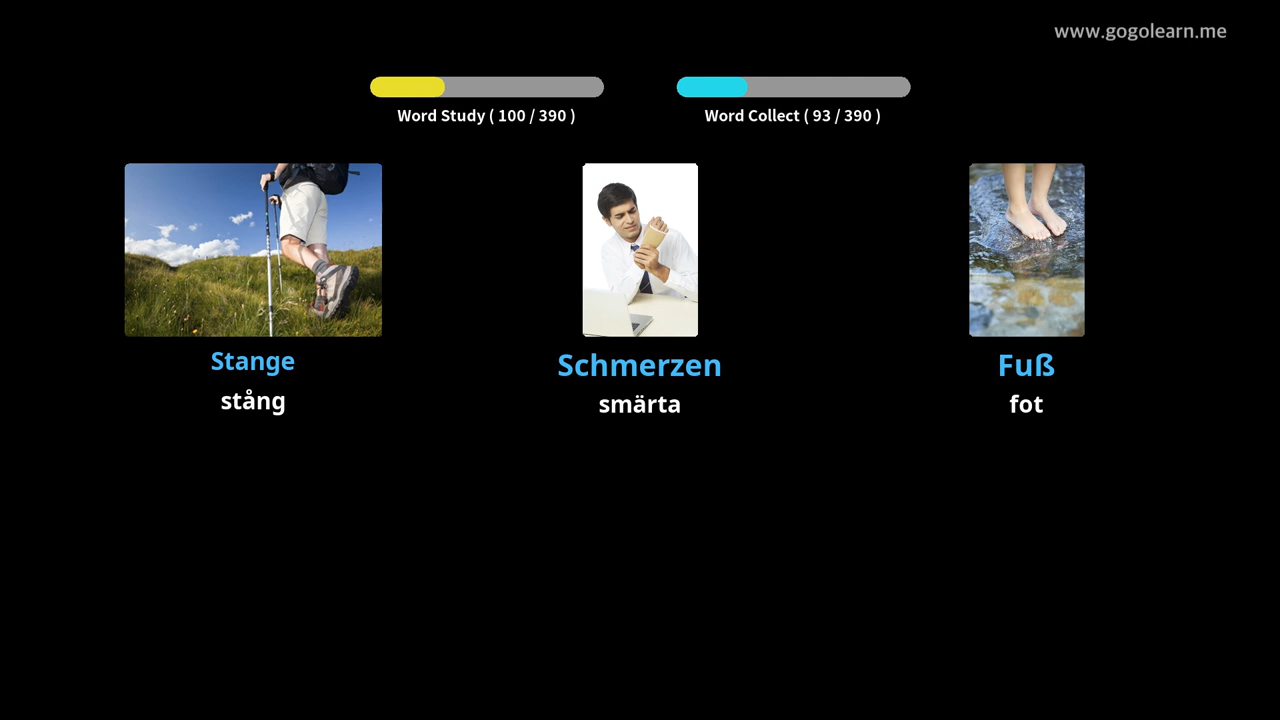 www.gogolearn.me
Word Study ( 100 / 390 )
Word Collect ( 93 / 390 )
Stange
stång
Schmerzen
smärta
Fuß
fot